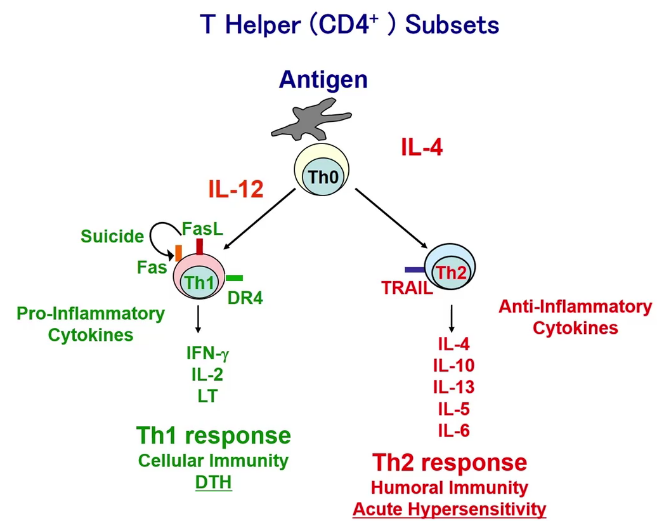 T Helper (CD4⁺ ) Subsets
Antigen
IL-4
Th0
IL-12
Suicide
FasL
Fas
Th1
DR4
Th2
TRAIL
Pro-Inflammatory
Cytokines
Anti-Inflammatory
Cytokines
IFN-γ
IL-2
LT
IL-4
IL-10
IL-13
IL-5
IL-6
Th1 response
Cellular Immunity
DTH
Th2 response
Humoral Immunity
Acute Hypersensitivity